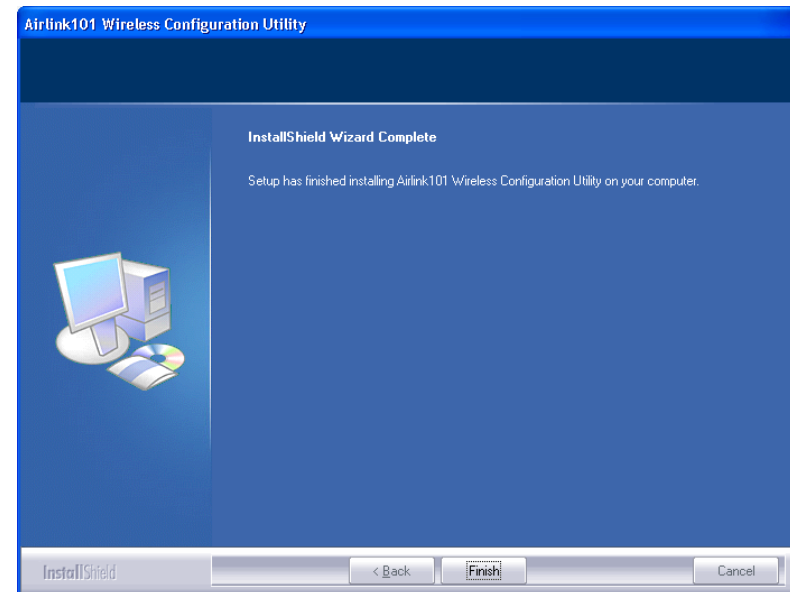 Airlink101 Wireless Configuration Utility
InstallShield Wizard Complete
Setup has finished installing Airlink101 Wireless Configuration Utility on your computer.
InstallShield
< Back
Finish
Cancel